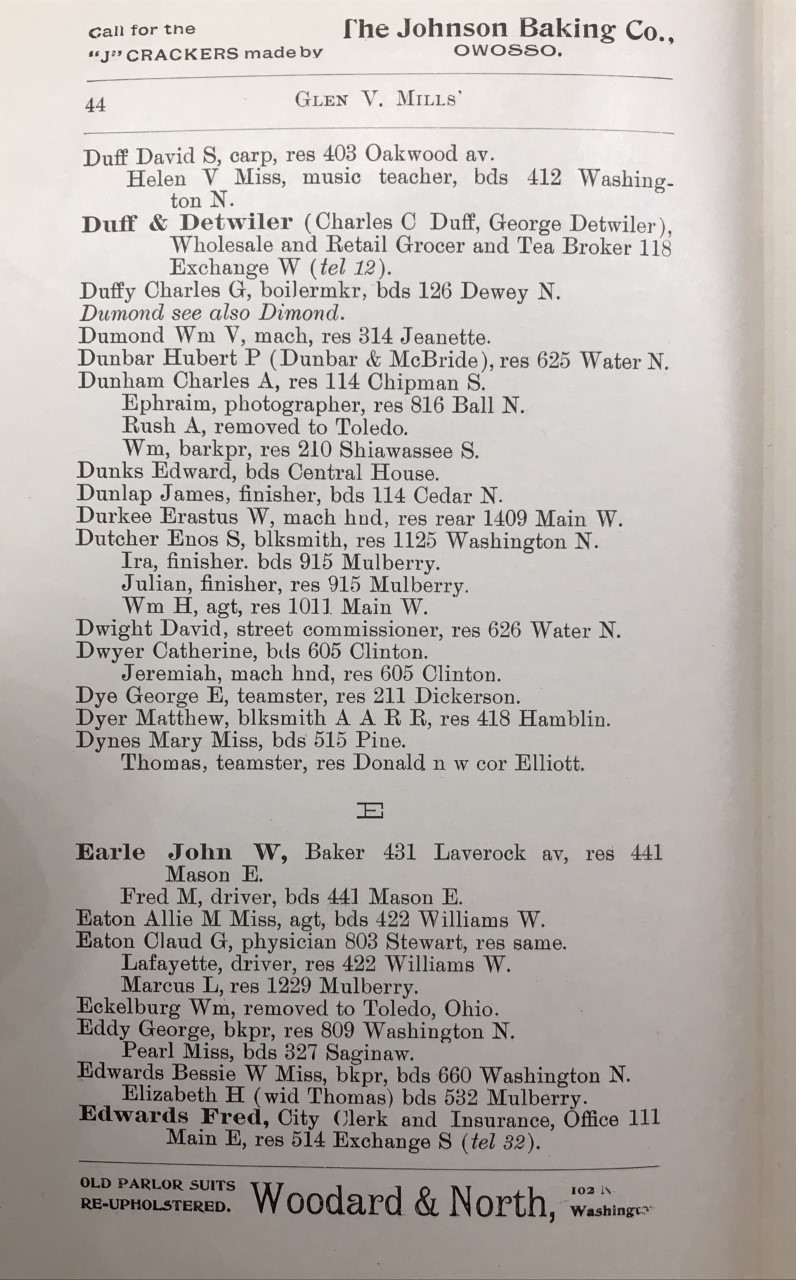 Call for the
"J" CRACKERS made by
The Johnson Baking Co.,
OWOSSO.
44
GLEN V. MILLS'
Duff David S, carp, res 403 Oakwood av.
Helen V Miss, music teacher, bds 412 Washing-
ton N.
Duff & Detwiler (Charles C Duff, George Detwiler),
Wholesale and Retail Grocer and Tea Broker 118
Exchange W (tel 12).
Duffy Charles G, boilermkr, bds 126 Dewey N.
Dumond see also Dimond.
Dumond Wm V, mach, res 314 Jeanette.
Dunbar Hubert P (Dunbar & McBride), res 625 Water N.
Dunham Charles A, res 114 Chipman S.
Ephraim, photographer, res 816 Ball N.
Rush A, removed to Toledo.
Wm, barkpr, res 210 Shiawassee S.
Dunks Edward, bds Central House.
Dunlap James, finisher, bds 114 Cedar N.
Durkee Erastus W, mach hnd, res rear 1409 Main W.
Dutcher Enos S, blksmith, res 1125 Washington N.
Ira, finisher. bds 915 Mulberry.
Julian, finisher, res 915 Mulberry.
Wm H, agt, res 1011 Main W.
Dwight David, street commissioner, res 626 Water N.
Dwyer Catherine, bds 605 Clinton.
Jeremiah, mach hnd, res 605 Clinton.
Dye George E, teamster, res 211 Dickerson.
Dyer Matthew, blksmith A A R R, res 418 Hamblin.
Dynes Mary Miss, bds 515 Pine.
Thomas, teamster, res Donald n w cor Elliott.
E
Earle John W, Baker 431 Laverock av, res 441
Mason E.
Fred M, driver, bds 441 Mason E.
Eaton Allie M Miss, agt, bds 422 Williams W.
Eaton Claud G, physician 803 Stewart, res same.
Lafayette, driver, res 422 Williams W.
Marcus L, res 1229 Mulberry.
Eckelburg Wm, removed to Toledo, Ohio.
Eddy George, bkpr, res 809 Washington N.
Pearl Miss, bds 327 Saginaw.
Edwards Bessie W Miss, bkpr, bds 660 Washington N.
Elizabeth H (wid Thomas) bds 532 Mulberry.
Edwards Fred, City Clerk and Insurance, Office 111
Main E, res 514 Exchange S (tel 32).
OLD PARLOR SUITS
RE-UPHOLSTERED.
Woodard & North,
102 N.
Washington